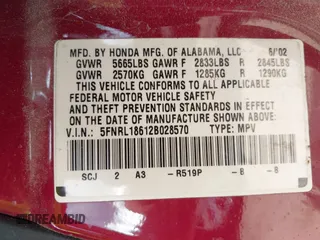 MFD. BY HONDA MFG. OF ALABAMA, LLC 5/02
GVWR 5665LBS GAWR F 2833LBS R 2845LBS
GVWR 2570KG GAWR F 1285KG R 1290KG
THIS VEHICLE CONFORMS TO ALL APPLICABLE
FEDERAL MOTOR VEHICLE SAFETY
AND THEFT PREVENTION STANDARDS IN EFFECT
ON THE DATE OF MANUFACTURE SHOWN ABOVE.
V.I.N.: 5FNRL18612B028570 TYPE: MPV
SCJ 2 A3 -R519P -B -B
DREAMBID